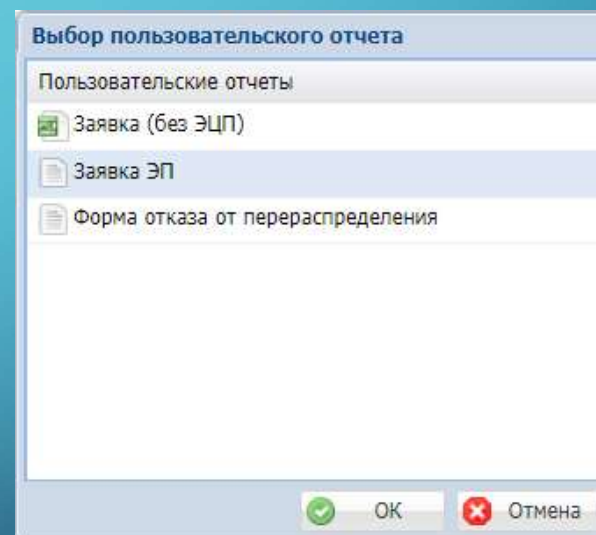 Выбор пользовательского отчета
Пользовательские отчеты
Заявка (без ЭЦП)
Заявка ЭП
Форма отказа от перераспределения
ОК Отмена